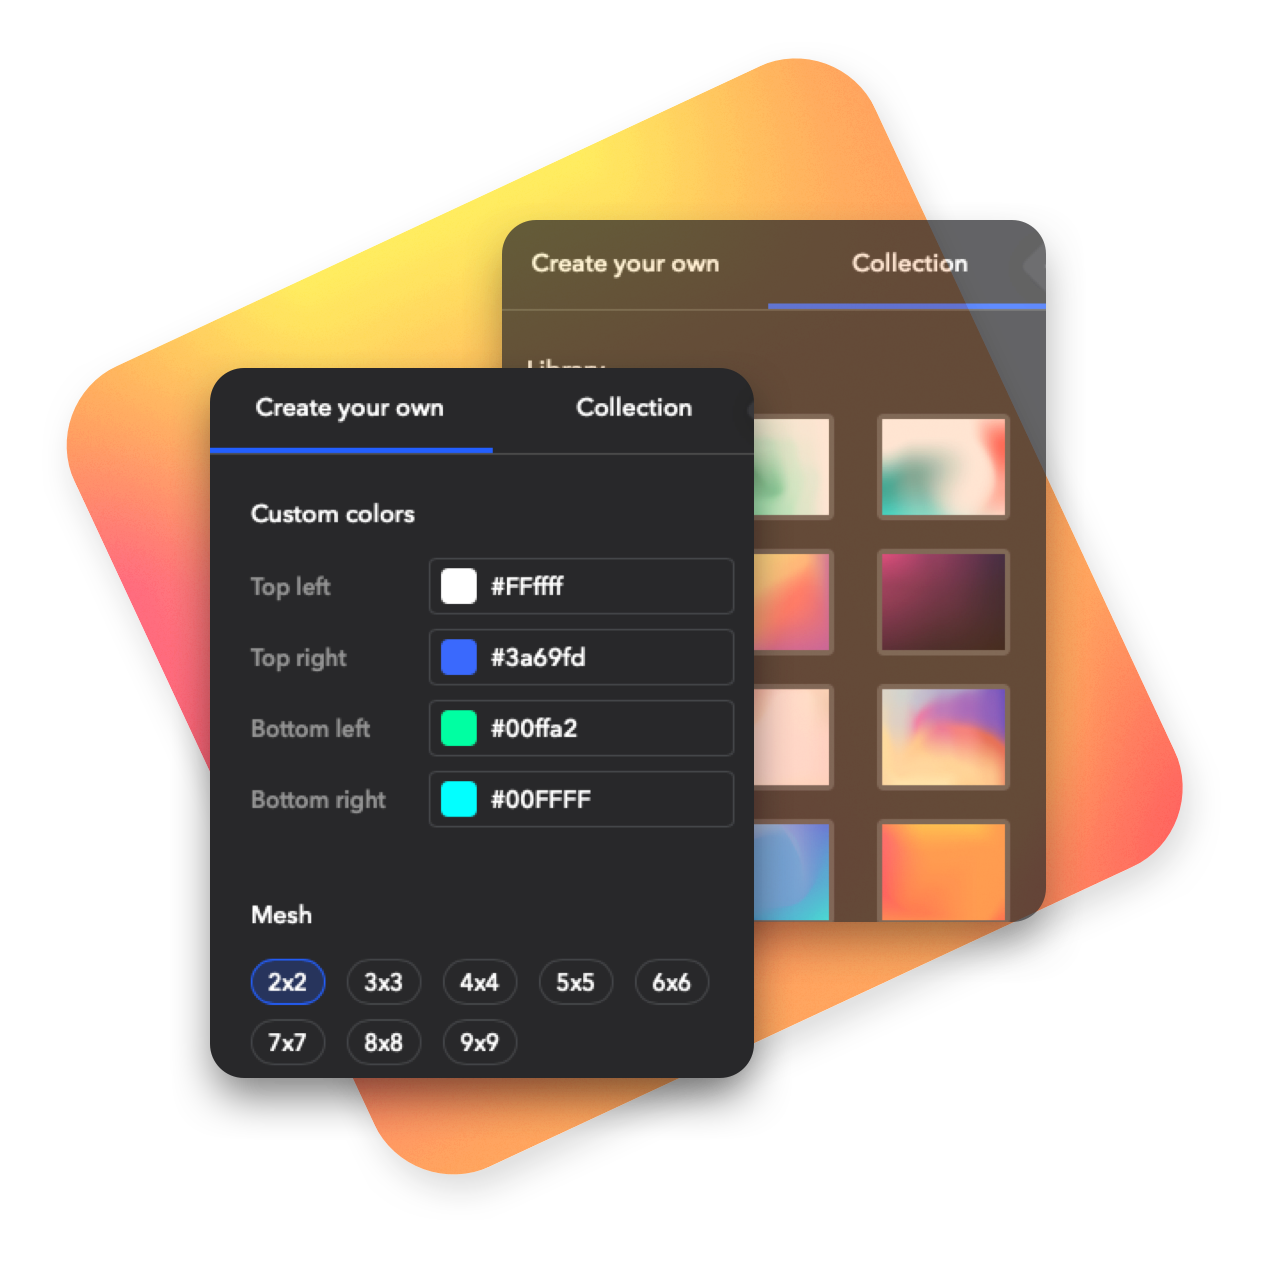 Create your own Collection
Library
Create your own Collection
Custom colors
Top left #FFffff
Top right #3a69fd
Bottom left #00ffa2
Bottom right #00FFFF
Mesh
2x2 3x3 4x4 5x5 6x6
7x7 8x8 9x9